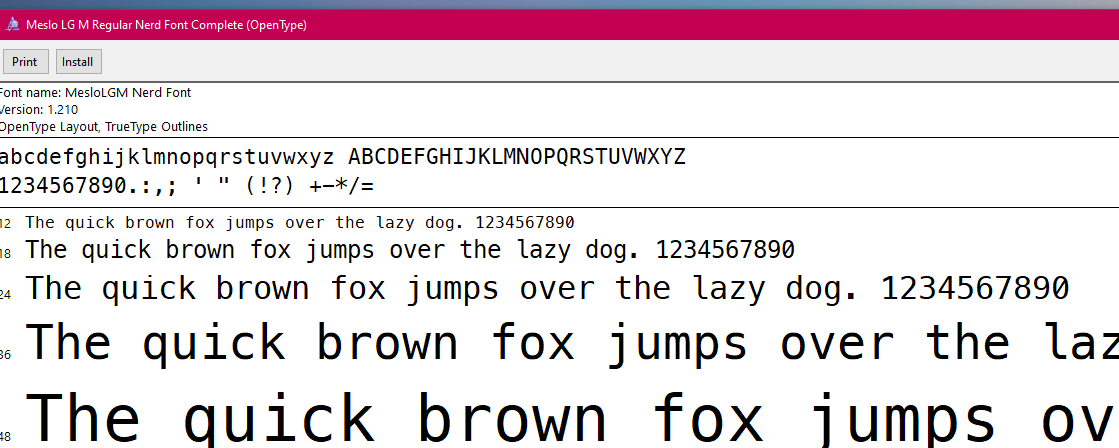 Meslo LG M Regular Nerd Font Complete (OpenType)
Print Install
Font name: MesloLGM Nerd Font
Version: 1.210
OpenType Layout, TrueType Outlines
abcdefghijklmnopqrstuvwxyz ABCDEFGHIJKLMNOPQRSTUVWXYZ
1234567890.:,; ' " (!?) +-*/=
12 The quick brown fox jumps over the lazy dog. 1234567890
18 The quick brown fox jumps over the lazy dog. 1234567890
24 The quick brown fox jumps over the lazy dog. 1234567890
36 The quick brown fox jumps over the laz
48 The quick brown fox jumps ov